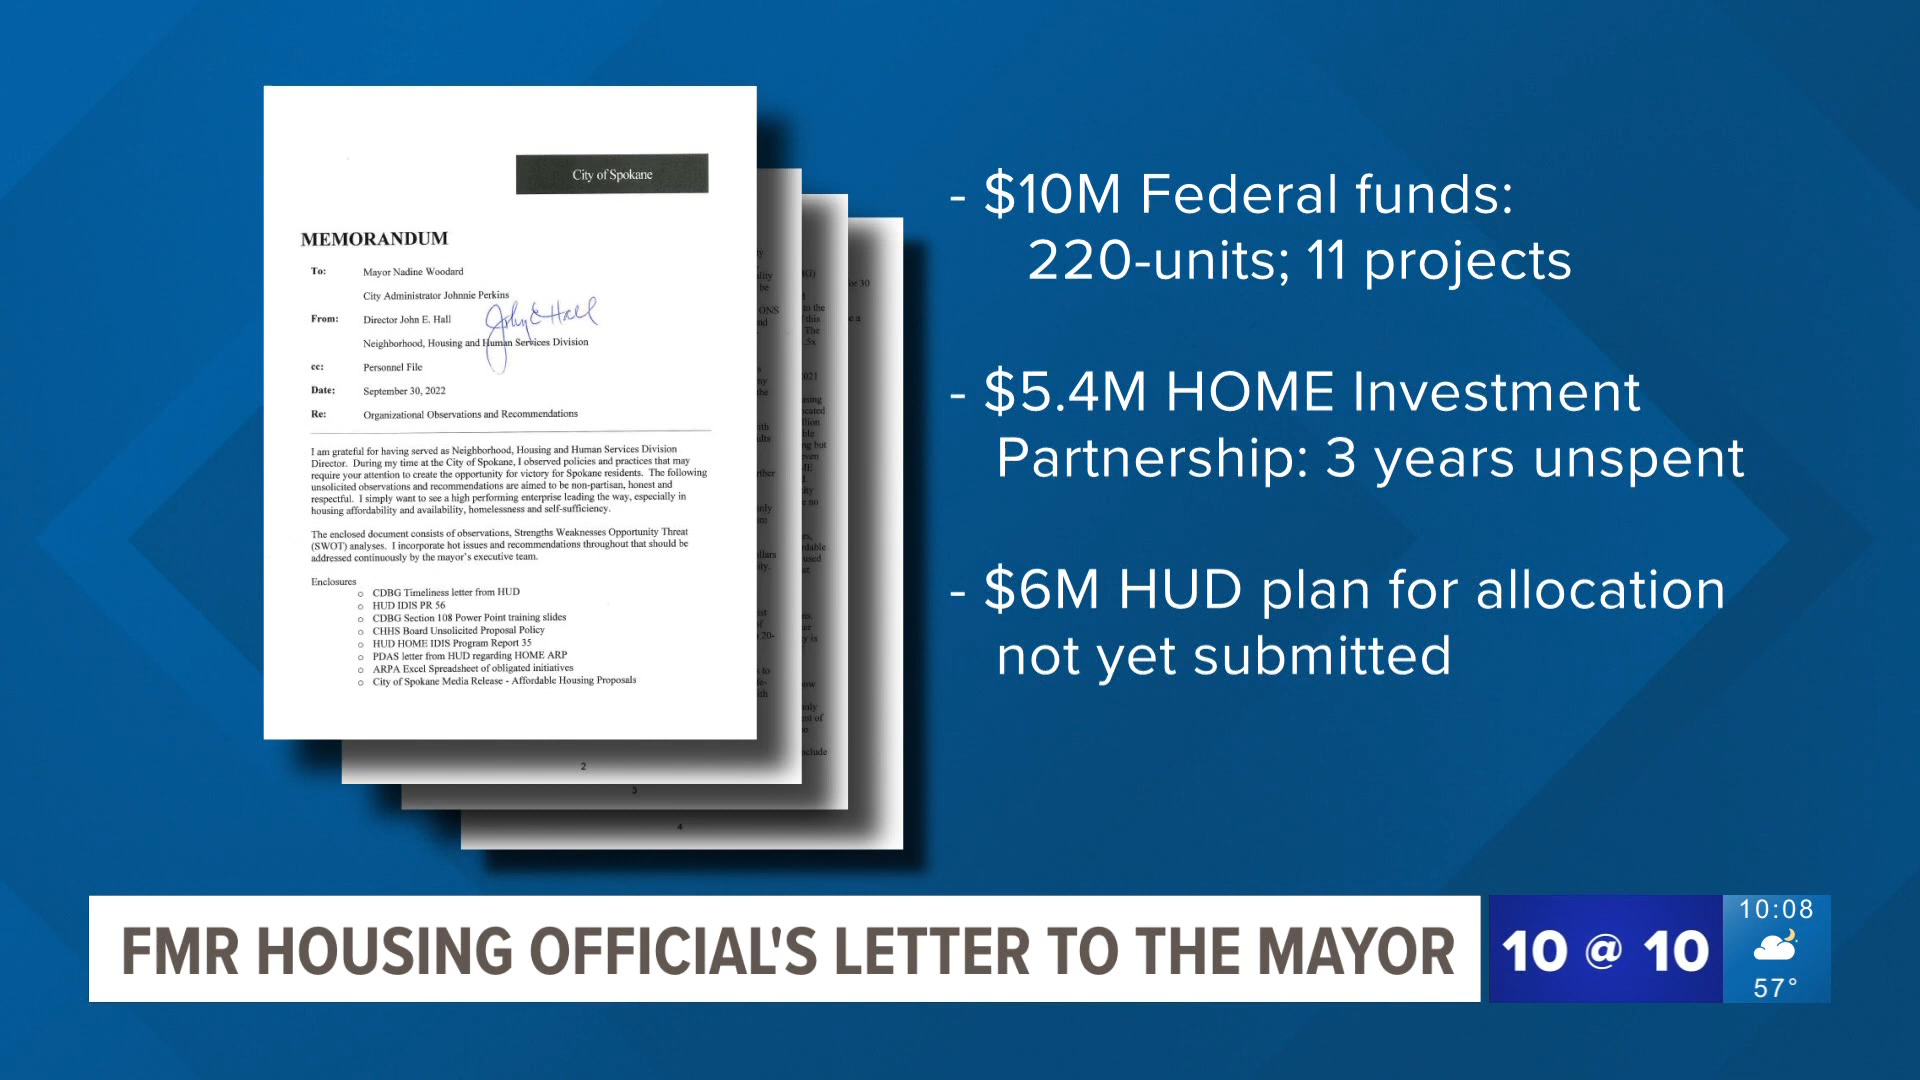 City of Spokane
MEMORANDUM
To: Mayor Nadine Woodard
City Administrator Johnnie Perkins
From: Director John E. Hall
John E Hall
Neighborhood, Housing and Human Services Division
cc: Personnel File
Date: September 30, 2022
Re: Organizational Observations and Recommendations
I am grateful for having served as Neighborhood, Housing and Human Services Division
Director. During my time at the City of Spokane, I observed policies and practices that may
require your attention to create the opportunity for victory for Spokane residents. The following
unsolicited observations and recommendations are aimed to be non-partisan, honest and
respectful. I simply want to see a high performing enterprise leading the way, especially in
housing affordability and availability, homelessness and self-sufficiency.
The enclosed document consists of observations, Strengths Weaknesses Opportunity Threat
(SWOT) analyses. I incorporate hot issues and recommendations throughout that should be
addressed continuously by the mayor's executive team.
Enclosures
o CDBG Timeliness letter from HUD
o HUD IDIS PR 56
o CDBG Section 108 Power Point training slides
o CHHS Board Unsolicited Proposal Policy
o HUD HOME IDIS Program Report 35
o PDAS letter from HUD regarding HOME ARP
o ARPA Excel Spreadsheet of obligated initiatives
o City of Spokane Media Release - Affordable Housing Proposals
2
3
4
- $10M Federal funds:
220-units; 11 projects
- $5.4M HOME Investment
Partnership: 3 years unspent
- $6M HUD plan for allocation
not yet submitted
FMR HOUSING OFFICIAL'S LETTER TO THE MAYOR
10 @ 10
10:08
57°